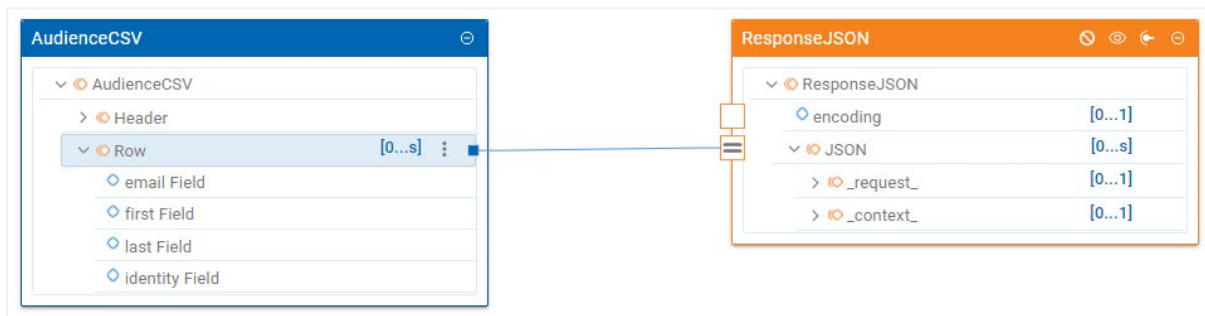 AudienceCSV
AudienceCSV
Header
Row [0...s]
email Field
first Field
last Field
identity Field
ResponseJSON
ResponseJSON
encoding [0...1]
JSON [0...s]
_request_ [0...1]
_context_ [0...1]